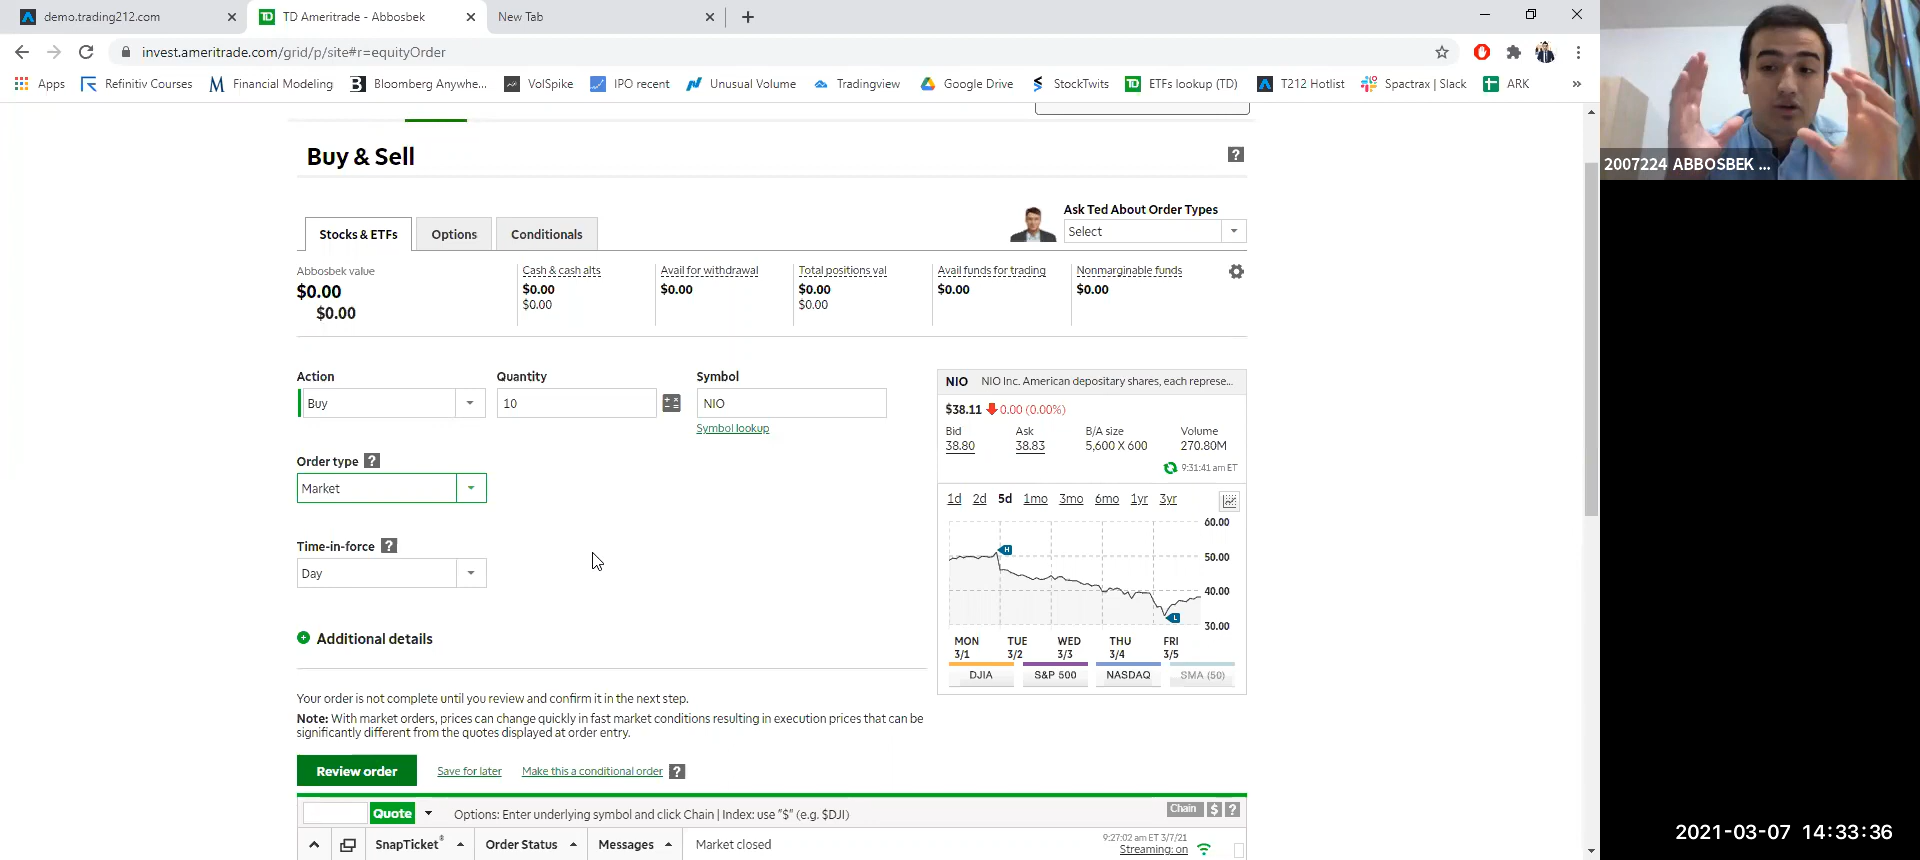 demo.trading212.com
TD Ameritrade - Abbosbek
New Tab
invest.ameritrade.com/grid/p/site#r=equityOrder
Apps Refinitiv Courses Financial Modeling Bloomberg Anywhe... VolSpike IPO recent Unusual Volume Tradingview Google Drive StockTwits ETFs lookup (TD) T212 Hotlist Spactrax | Slack ARK »
2007224 ABBOSBEK ...
Buy & Sell
?
Stocks & ETFs Options Conditionals
Ask Ted About Order Types
Select
Abbosbek value
$0.00
$0.00
Cash & cash alts
$0.00
$0.00
Avail for withdrawal
$0.00
Total positions val
$0.00
$0.00
Avail funds for trading
$0.00
Nonmarginable funds
$0.00
Action
Buy
Quantity
10
Symbol
NIO
Symbol lookup
Order type ?
Market
Time-in-force ?
Day
Additional details
NIO NIO Inc. American depositary shares, each represe...
$38.11 0.00 (0.00%)
Bid Ask B/A size Volume
38.80 38.83 5,600 X 600 270.80M
9:31:41 am ET
1d 2d 5d 1mo 3mo 6mo 1yr 3yr
60.00
H
50.00
40.00
L
30.00
MON TUE WED THU FRI
3/1 3/2 3/3 3/4 3/5
DJIA S&P 500 NASDAQ SMA (50)
Your order is not complete until you review and confirm it in the next step.
Note: With market orders, prices can change quickly in fast market conditions resulting in execution prices that can be
significantly different from the quotes displayed at order entry.
Review order Save for later Make this a conditional order ?
Quote Options: Enter underlying symbol and click Chain | Index: use "$" (e.g. $DJI) Chain $ ?
SnapTicket® Order Status Messages Market closed
9:27:02 am ET 3/7/21
Streaming: on
2021-03-07 14:33:36